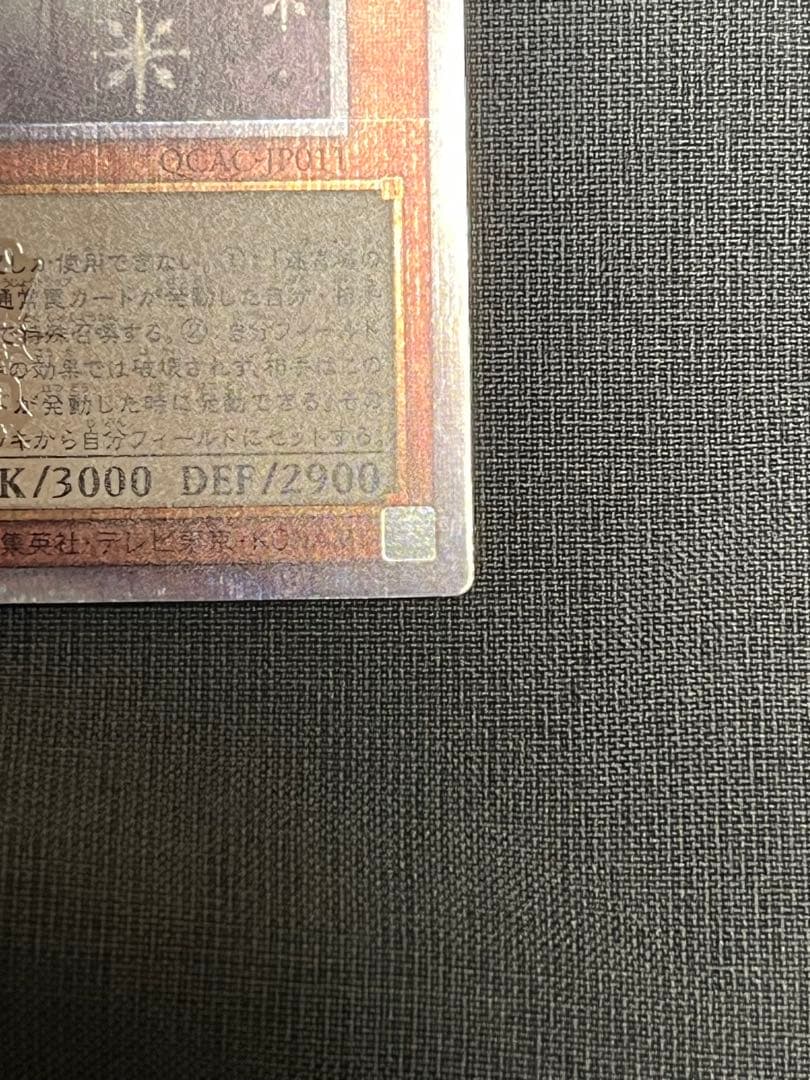 QCAC-JP011
しか使用できない。①：「迷宮城の
通常罠カードが発動した自分・相手
で特殊召喚する。②：自分フィールド
の効果では破壊されず、相手はこの
が発動した時に発動できる。その
ッキから自分フィールドにセットする。
K/3000 DEF/2900
集英社・テレビ東京・KONAMI